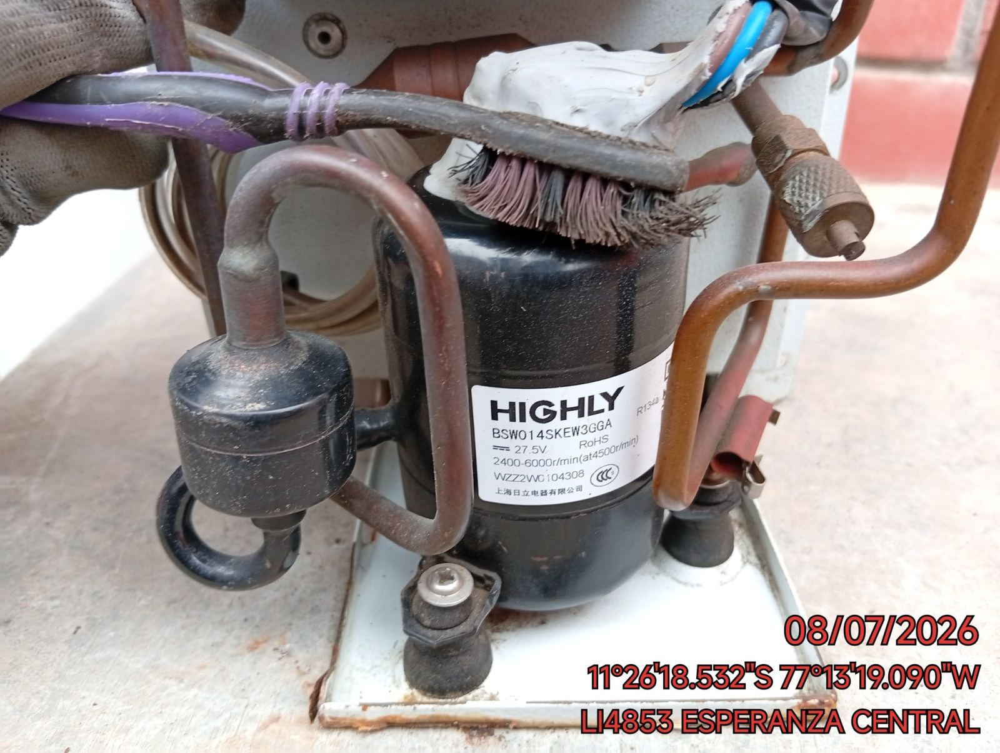 HIGHLY
R134a
BSW014SKEW3GGA
27.5V RoHS
2400-6000r/min(at4500r/min)
WZZ2W0104308
上海日立电器有限公司
08/07/2026
11°26'18.532"S 77°13'19.090"W
LI4853 ESPERANZA CENTRAL